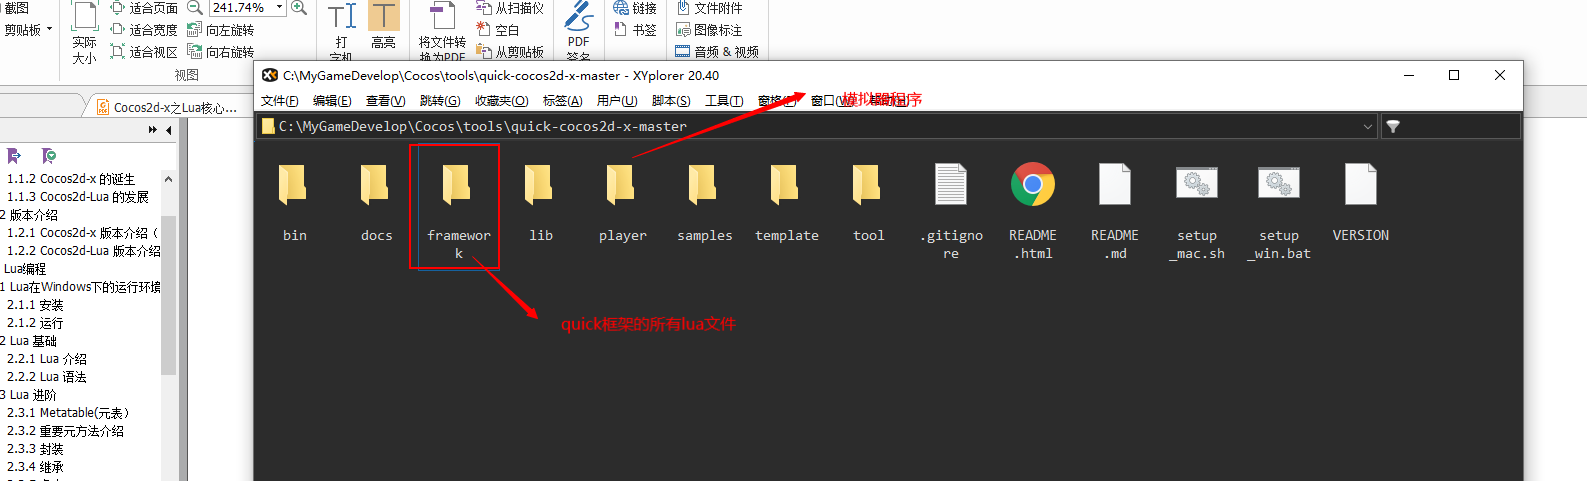 截图
适合页面
241.74%
从扫描仪
链接
文件附件
剪贴板
适合宽度
向左旋转
空白
书签
图像标注
实际
大小
适合视区
向右旋转
打
字机
高亮
将文件转
换为PDF
从剪贴板
PDF
签名
音频 & 视频
视图
C:\MyGameDevelop\Cocos\tools\quick-cocos2d-x-master - XYplorer 20.40
文件(F) 编辑(E) 查看(V) 跳转(G) 收藏夹(O) 标签(A) 用户(U) 脚本(S) 工具(T) 窗格(P) 窗口(W) 帮助(H)
模拟器程序
Cocos2d-x之Lua核心...
C:\MyGameDevelop\Cocos\tools\quick-cocos2d-x-master
1.1.2 Cocos2d-x 的诞生
1.1.3 Cocos2d-Lua 的发展
2 版本介绍
1.2.1 Cocos2d-x 版本介绍（
1.2.2 Cocos2d-Lua 版本介绍
Lua编程
1 Lua在Windows下的运行环境
2.1.1 安装
2.1.2 运行
2 Lua 基础
2.2.1 Lua 介绍
2.2.2 Lua 语法
3 Lua 进阶
2.3.1 Metatable(元表）
2.3.2 重要元方法介绍
2.3.3 封装
2.3.4 继承
bin
docs
framewor
k
lib
player
samples
template
tool
.gitigno
re
README
.html
README
.md
setup
_mac.sh
setup
_win.bat
VERSION
quick框架的所有lua文件